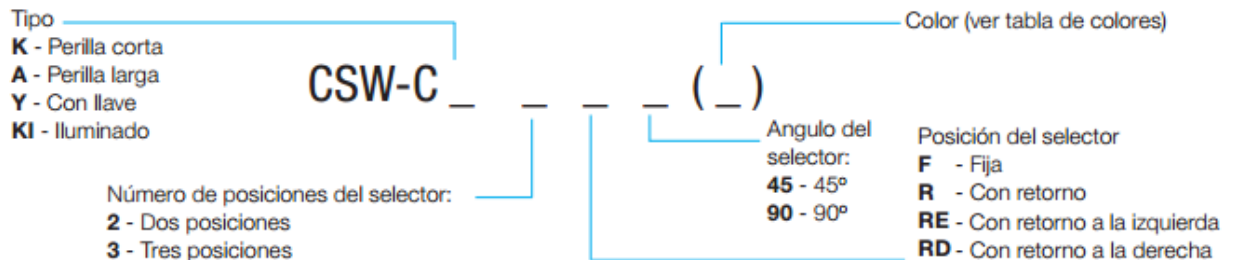 Tipo
K - Perilla corta
A - Perilla larga
Y - Con llave
KI - Iluminado
CSW-C _ _ _ _ ( _ )
Color (ver tabla de colores)
Número de posiciones del selector:
2 - Dos posiciones
3 - Tres posiciones
Angulo del
selector:
45 - 45º
90 - 90º
Posición del selector
F - Fija
R - Con retorno
RE - Con retorno a la izquierda
RD - Con retorno a la derecha